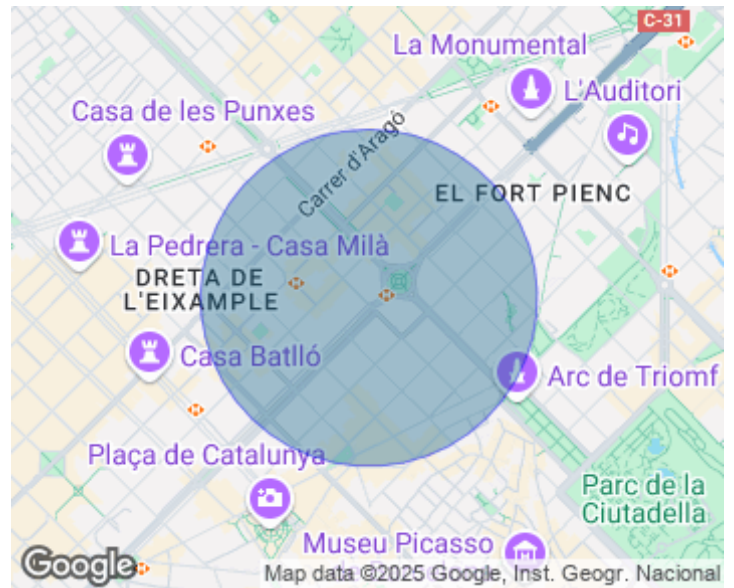 C-31
La Monumental
L'Auditori
Casa de les Punxes
Carrer d'Aragó
EL FORT PIENC
La Pedrera - Casa Milà
DRETA DE
L'EIXAMPLE
Casa Batlló
Arc de Triomf
Plaça de Catalunya
Parc de la
Ciutadella
Museu Picasso
Google
Map data ©2025 Google, Inst. Geogr. Nacional